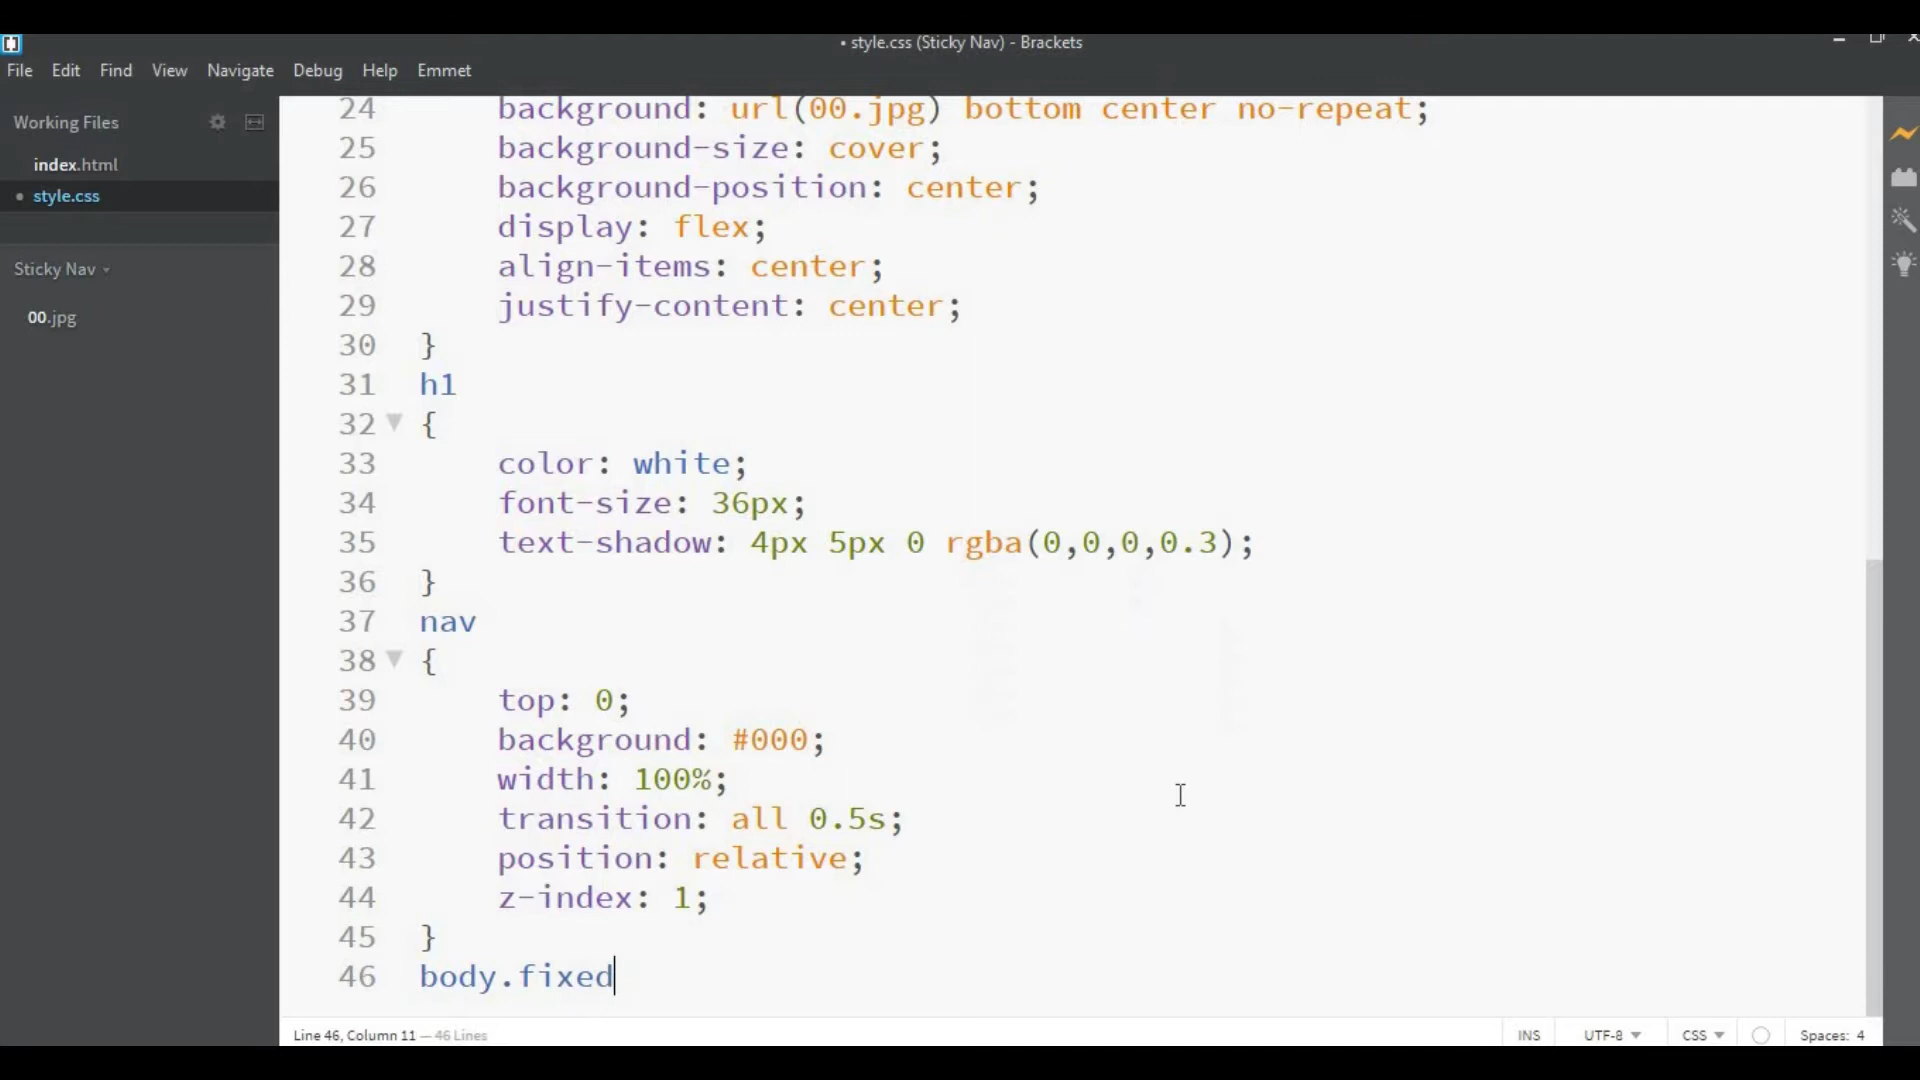 • style.css (Sticky Nav) - Brackets
File Edit Find View Navigate Debug Help Emmet
Working Files
index.html
• style.css
Sticky Nav
00.jpg
24 background: url(00.jpg) bottom center no-repeat;
25 background-size: cover;
26 background-position: center;
27 display: flex;
28 align-items: center;
29 justify-content: center;
30 }
31 h1
32 {
33 color: white;
34 font-size: 36px;
35 text-shadow: 4px 5px 0 rgba(0,0,0,0.3);
36 }
37 nav
38 {
39 top: 0;
40 background: #000;
41 width: 100%;
42 transition: all 0.5s;
43 position: relative;
44 z-index: 1;
45 }
46 body.fixed
Line 46, Column 11 — 46 Lines
INS UTF-8 CSS Spaces: 4